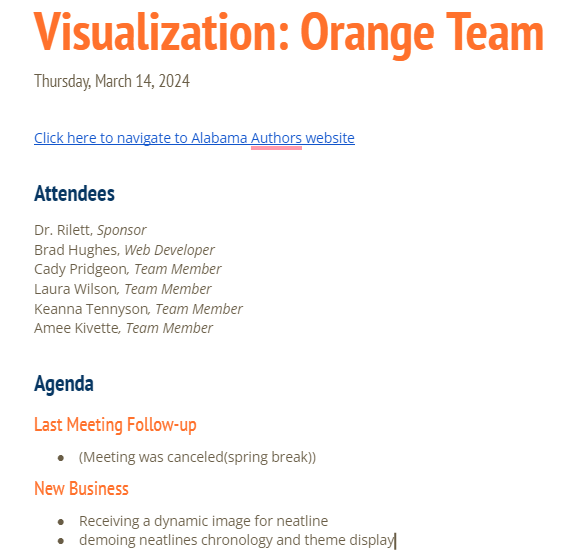 Visualization: Orange Team
Thursday, March 14, 2024
Click here to navigate to Alabama Authors website
Attendees
Dr. Rilett, Sponsor
Brad Hughes, Web Developer
Cady Pridgeon, Team Member
Laura Wilson, Team Member
Keanna Tennyson, Team Member
Amee Kivette, Team Member
Agenda
Last Meeting Follow-up
● (Meeting was canceled(spring break))
New Business
● Receiving a dynamic image for neatline
● demoing neatlines chronology and theme display